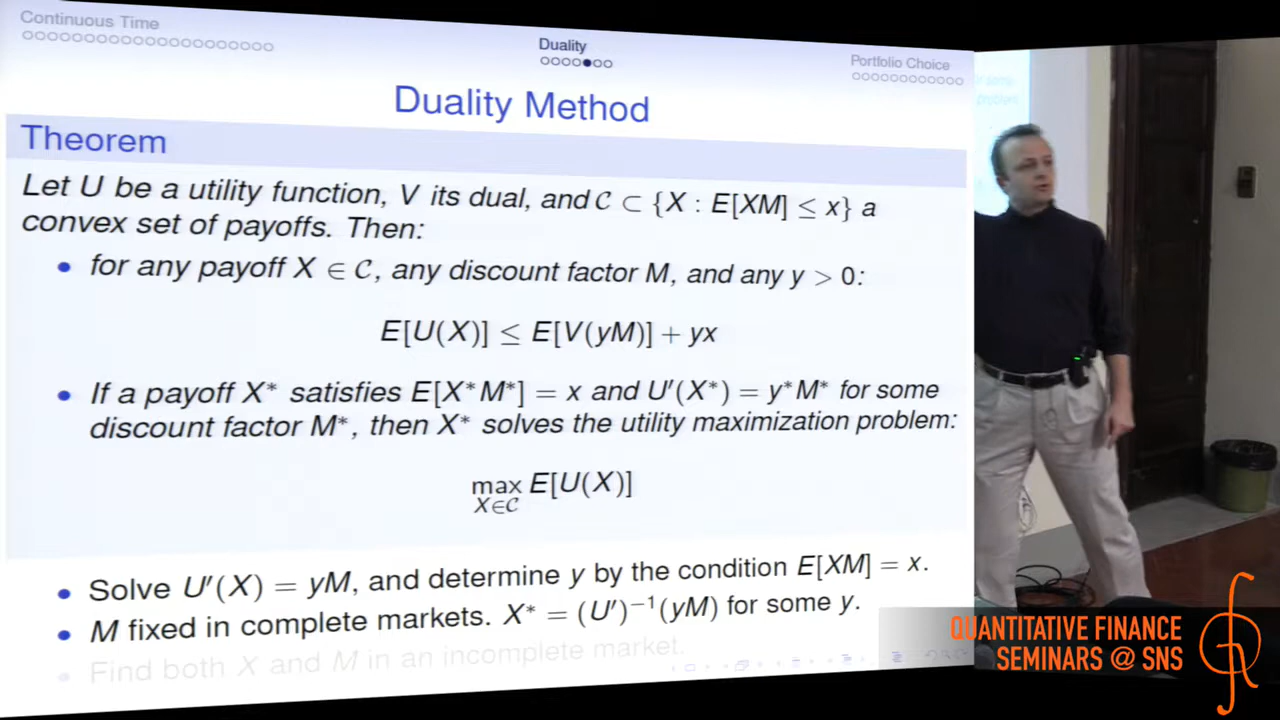 Continuous Time
Duality
Portfolio Choice
Duality Method
Theorem
Let U be a utility function, V its dual, and C ⊂ {X : E[XM] ≤ x} a
convex set of payoffs. Then:
• for any payoff X ∈ C, any discount factor M, and any y > 0:
E[U(X)] ≤ E[V(yM)] + yx
• If a payoff X* satisfies E[X*M*] = x and U′(X*) = y*M* for some
discount factor M*, then X* solves the utility maximization problem:
max E[U(X)]
X∈C
• Solve U′(X) = yM, and determine y by the condition E[XM] = x.
• M fixed in complete markets. X* = (U′)⁻¹(yM) for some y.
• Find both X and M in an incomplete market.
QUANTITATIVE FINANCE
SEMINARS @ SNS